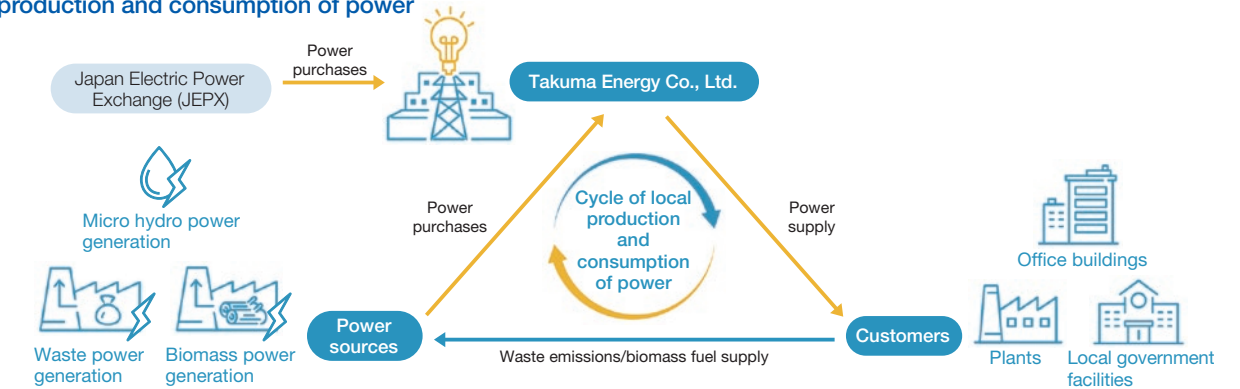 production and consumption of power
Power
purchases
Japan Electric Power
Exchange (JEPX)
Takuma Energy Co., Ltd.
Micro hydro power
generation
Power
purchases
Cycle of local
production
and
consumption
of power
Power
supply
Office buildings
Waste power
generation
Biomass power
generation
Power
sources
Waste emissions/biomass fuel supply
Customers
Plants
Local government
facilities